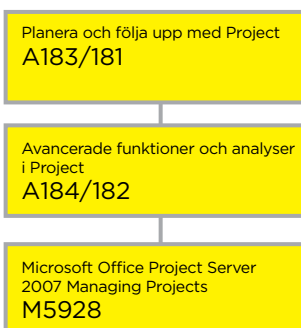 Planera och följa upp med Project
A183/181
Avancerade funktioner och analyser
i Project
A184/182
Microsoft Office Project Server
2007 Managing Projects
M5928